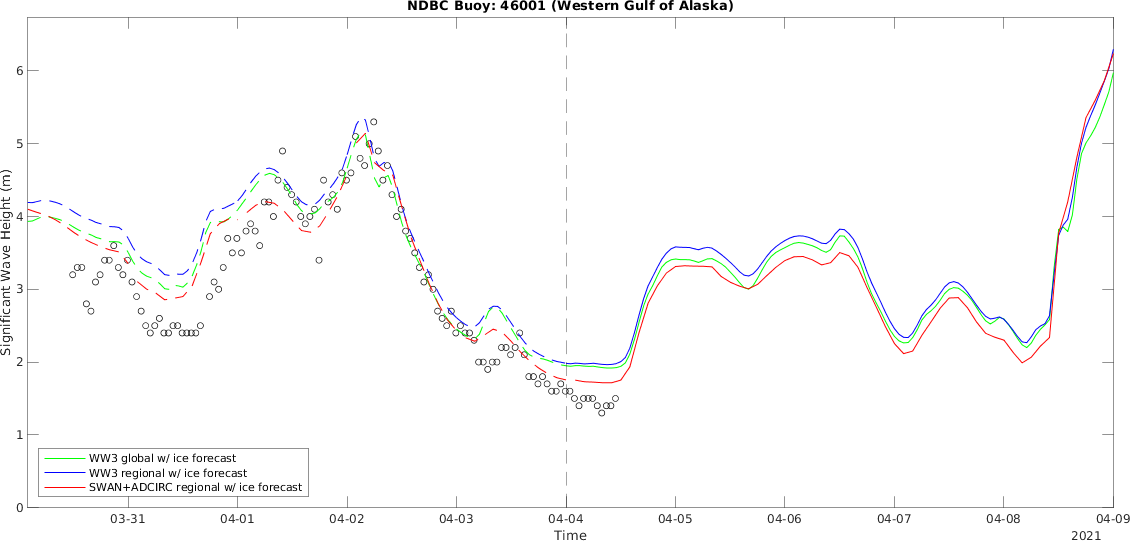 NDBC Buoy: 46001 (Western Gulf of Alaska)
Significant Wave Height (m)
6
5
4
3
2
1
0
WW3 global w/ ice forecast
WW3 regional w/ ice forecast
SWAN+ADCIRC regional w/ ice forecast
03-31 04-01 04-02 04-03 04-04 04-05 04-06 04-07 04-08 04-09
Time
2021